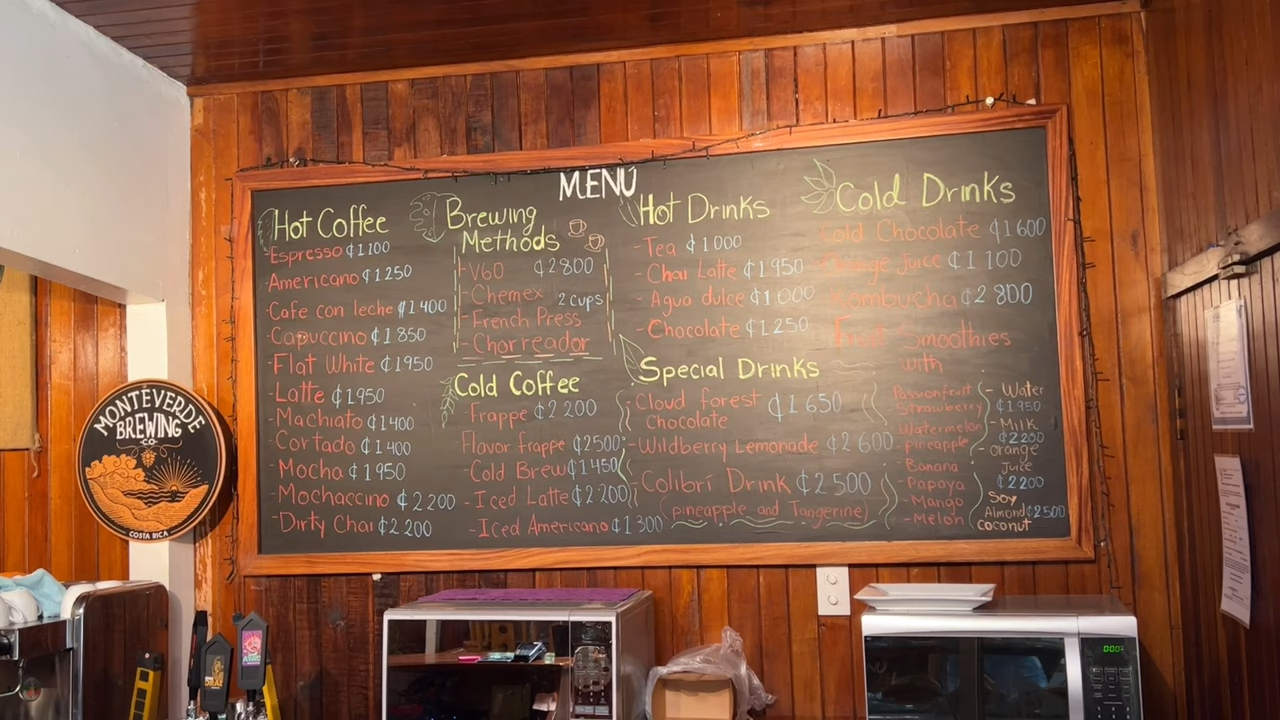 MENU
Hot Coffee
-Espresso ₡1100
-Americano ₡1250
-Cafe con leche ₡1400
-Capuccino ₡1850
-Flat White ₡1950
-Latte ₡1950
-Machiato ₡1400
-Cortado ₡1400
-Mocha ₡1950
-Mochaccino ₡2200
-Dirty Chai ₡2200
Brewing
Methods
-V60 ₡2800
-Chemex 2 cups
-French Press
-Chorreador
Cold Coffee
-Frappe ₡2200
Flavor frappe ₡2500
-Cold Brew ₡1450
-Iced Latte ₡2200
-Iced Americano ₡1300
Hot Drinks
-Tea ₡1000
-Chai Latte ₡1950
-Agua dulce ₡1000
-Chocolate ₡1250
Special Drinks
-Cloud forest ₡1650
Chocolate
-Wildberry Lemonade ₡2600
-Colibri Drink ₡2500
(pineapple and Tangerine)
Cold Drinks
Cold Chocolate ₡1600
-Orange Juice ₡1100
-Kombucha ₡2800
Fruit Smoothies
with
-Passionfruit
-Strawberry
-Watermelon
-Pineapple
-Banana
-Papaya
-Mango
-Melon
- Water
₡1950
- Milk
₡2200
- Orange
Juice
₡2200
Soy
Almond ₡2500
coconut
MONTEVERDE
BREWING
-CO-
COSTA RICA